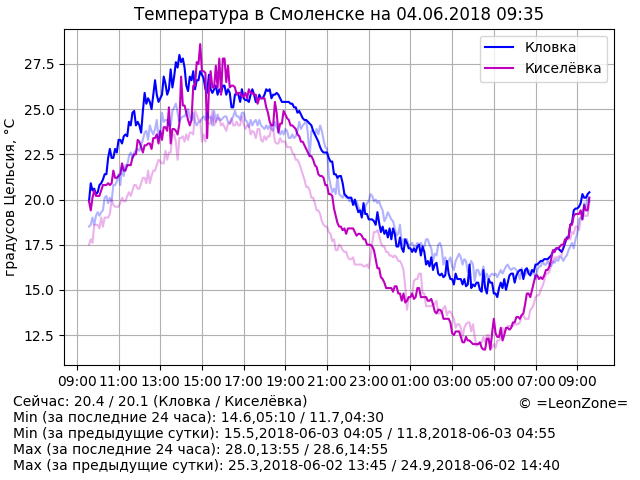 Температура в Смоленске на 04.06.2018 09:35
градусов Цельсия, °C
27.5
25.0
22.5
20.0
17.5
15.0
12.5
Кловка
Киселёвка
09:00 11:00 13:00 15:00 17:00 19:00 21:00 23:00 01:00 03:00 05:00 07:00 09:00
Сейчас: 20.4 / 20.1 (Кловка / Киселёвка)
© =LeonZone=
Min (за последние 24 часа): 14.6,05:10 / 11.7,04:30
Min (за предыдущие сутки): 15.5,2018-06-03 04:05 / 11.8,2018-06-03 04:55
Max (за последние 24 часа): 28.0,13:55 / 28.6,14:55
Max (за предыдущие сутки): 25.3,2018-06-02 13:45 / 24.9,2018-06-02 14:40